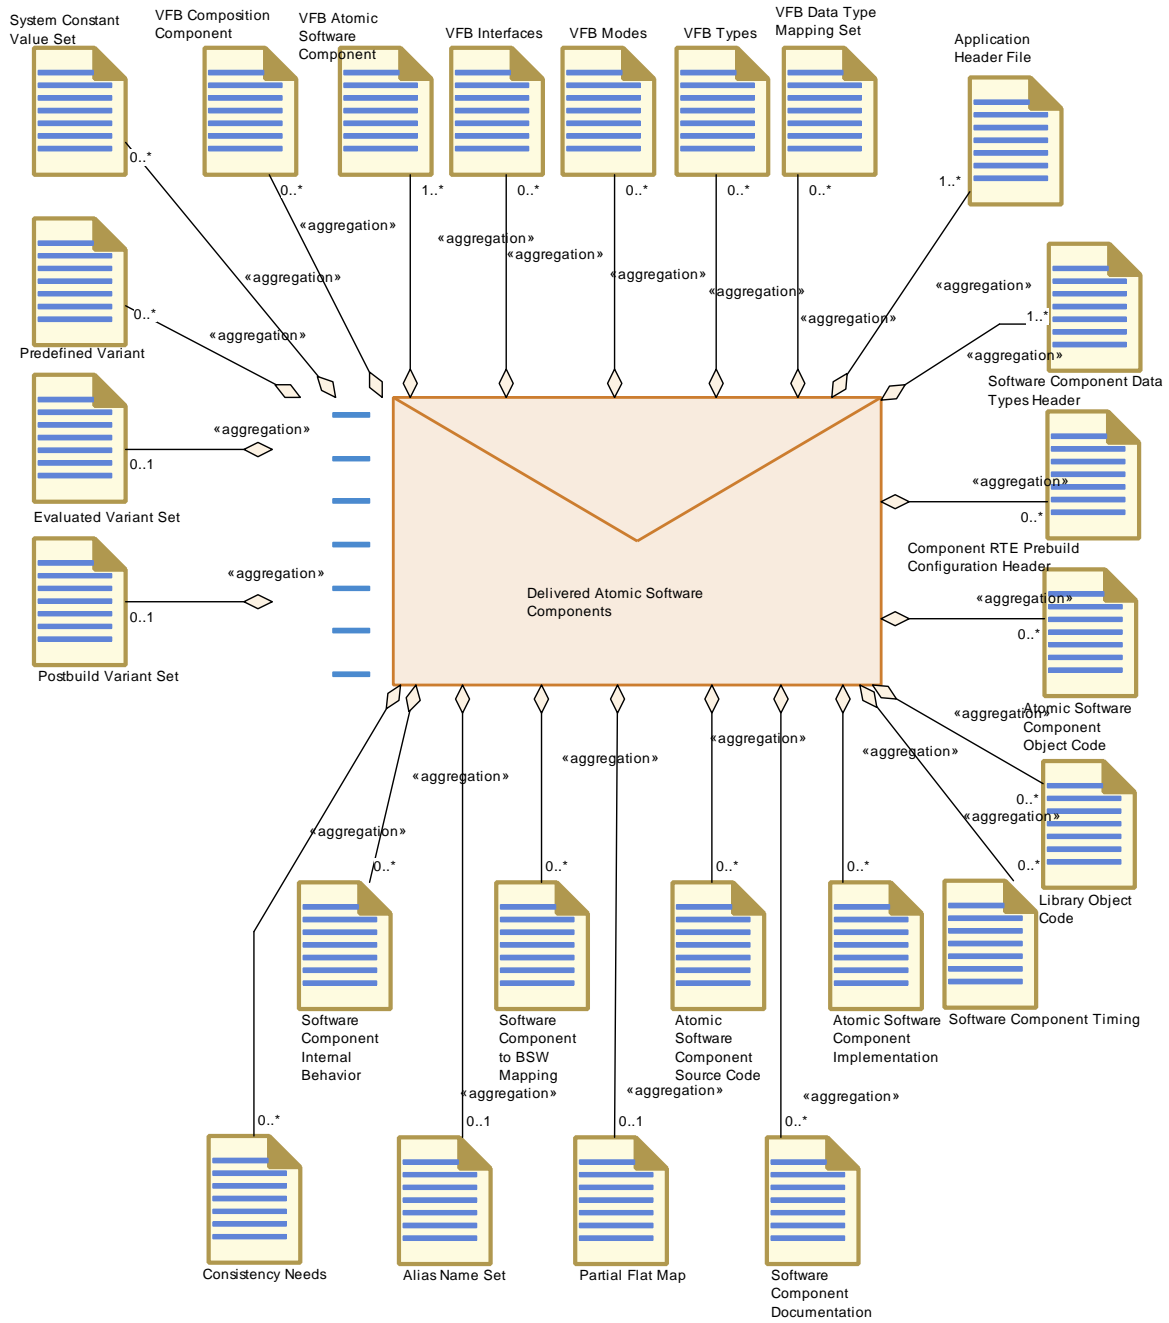 System Constant
Value Set
VFB Composition
Component
VFB Atomic
Software
Component
VFB Interfaces
VFB Modes
VFB Types
VFB Data Type
Mapping Set
Application
Header File
0..*
0..*
1..*
0..*
0..*
0..*
0..*
1..*
«aggregation»
«aggregation»
«aggregation»
«aggregation»
«aggregation»
«aggregation»
«aggregation»
«aggregation»
0..*
«aggregation»
Predefined Variant
«aggregation»
1..*
«aggregation»
Software Component Data
Types Header
«aggregation»
0..1
Evaluated Variant Set
«aggregation»
0..*
Component RTE Prebuild
Configuration Header
«aggregation»
0..1
Postbuild Variant Set
Delivered Atomic Software
Components
«aggregation»
0..*
Atomic Software
Component
Object Code
«aggregation»
«aggregation»
«aggregation»
«aggregation»
«aggregation»
«aggregation»
«aggregation»
0..*
0..*
0..*
0..*
0..*
0..*
Library Object
Code
Software
Component
Internal
Behavior
Software
Component
to BSW
Mapping
Atomic
Software
Component
Source Code
Atomic Software
Component
Implementation
Software Component Timing
«aggregation»
«aggregation»
«aggregation»
0..*
0..1
0..1
0..*
Consistency Needs
Alias Name Set
Partial Flat Map
Software
Component
Documentation